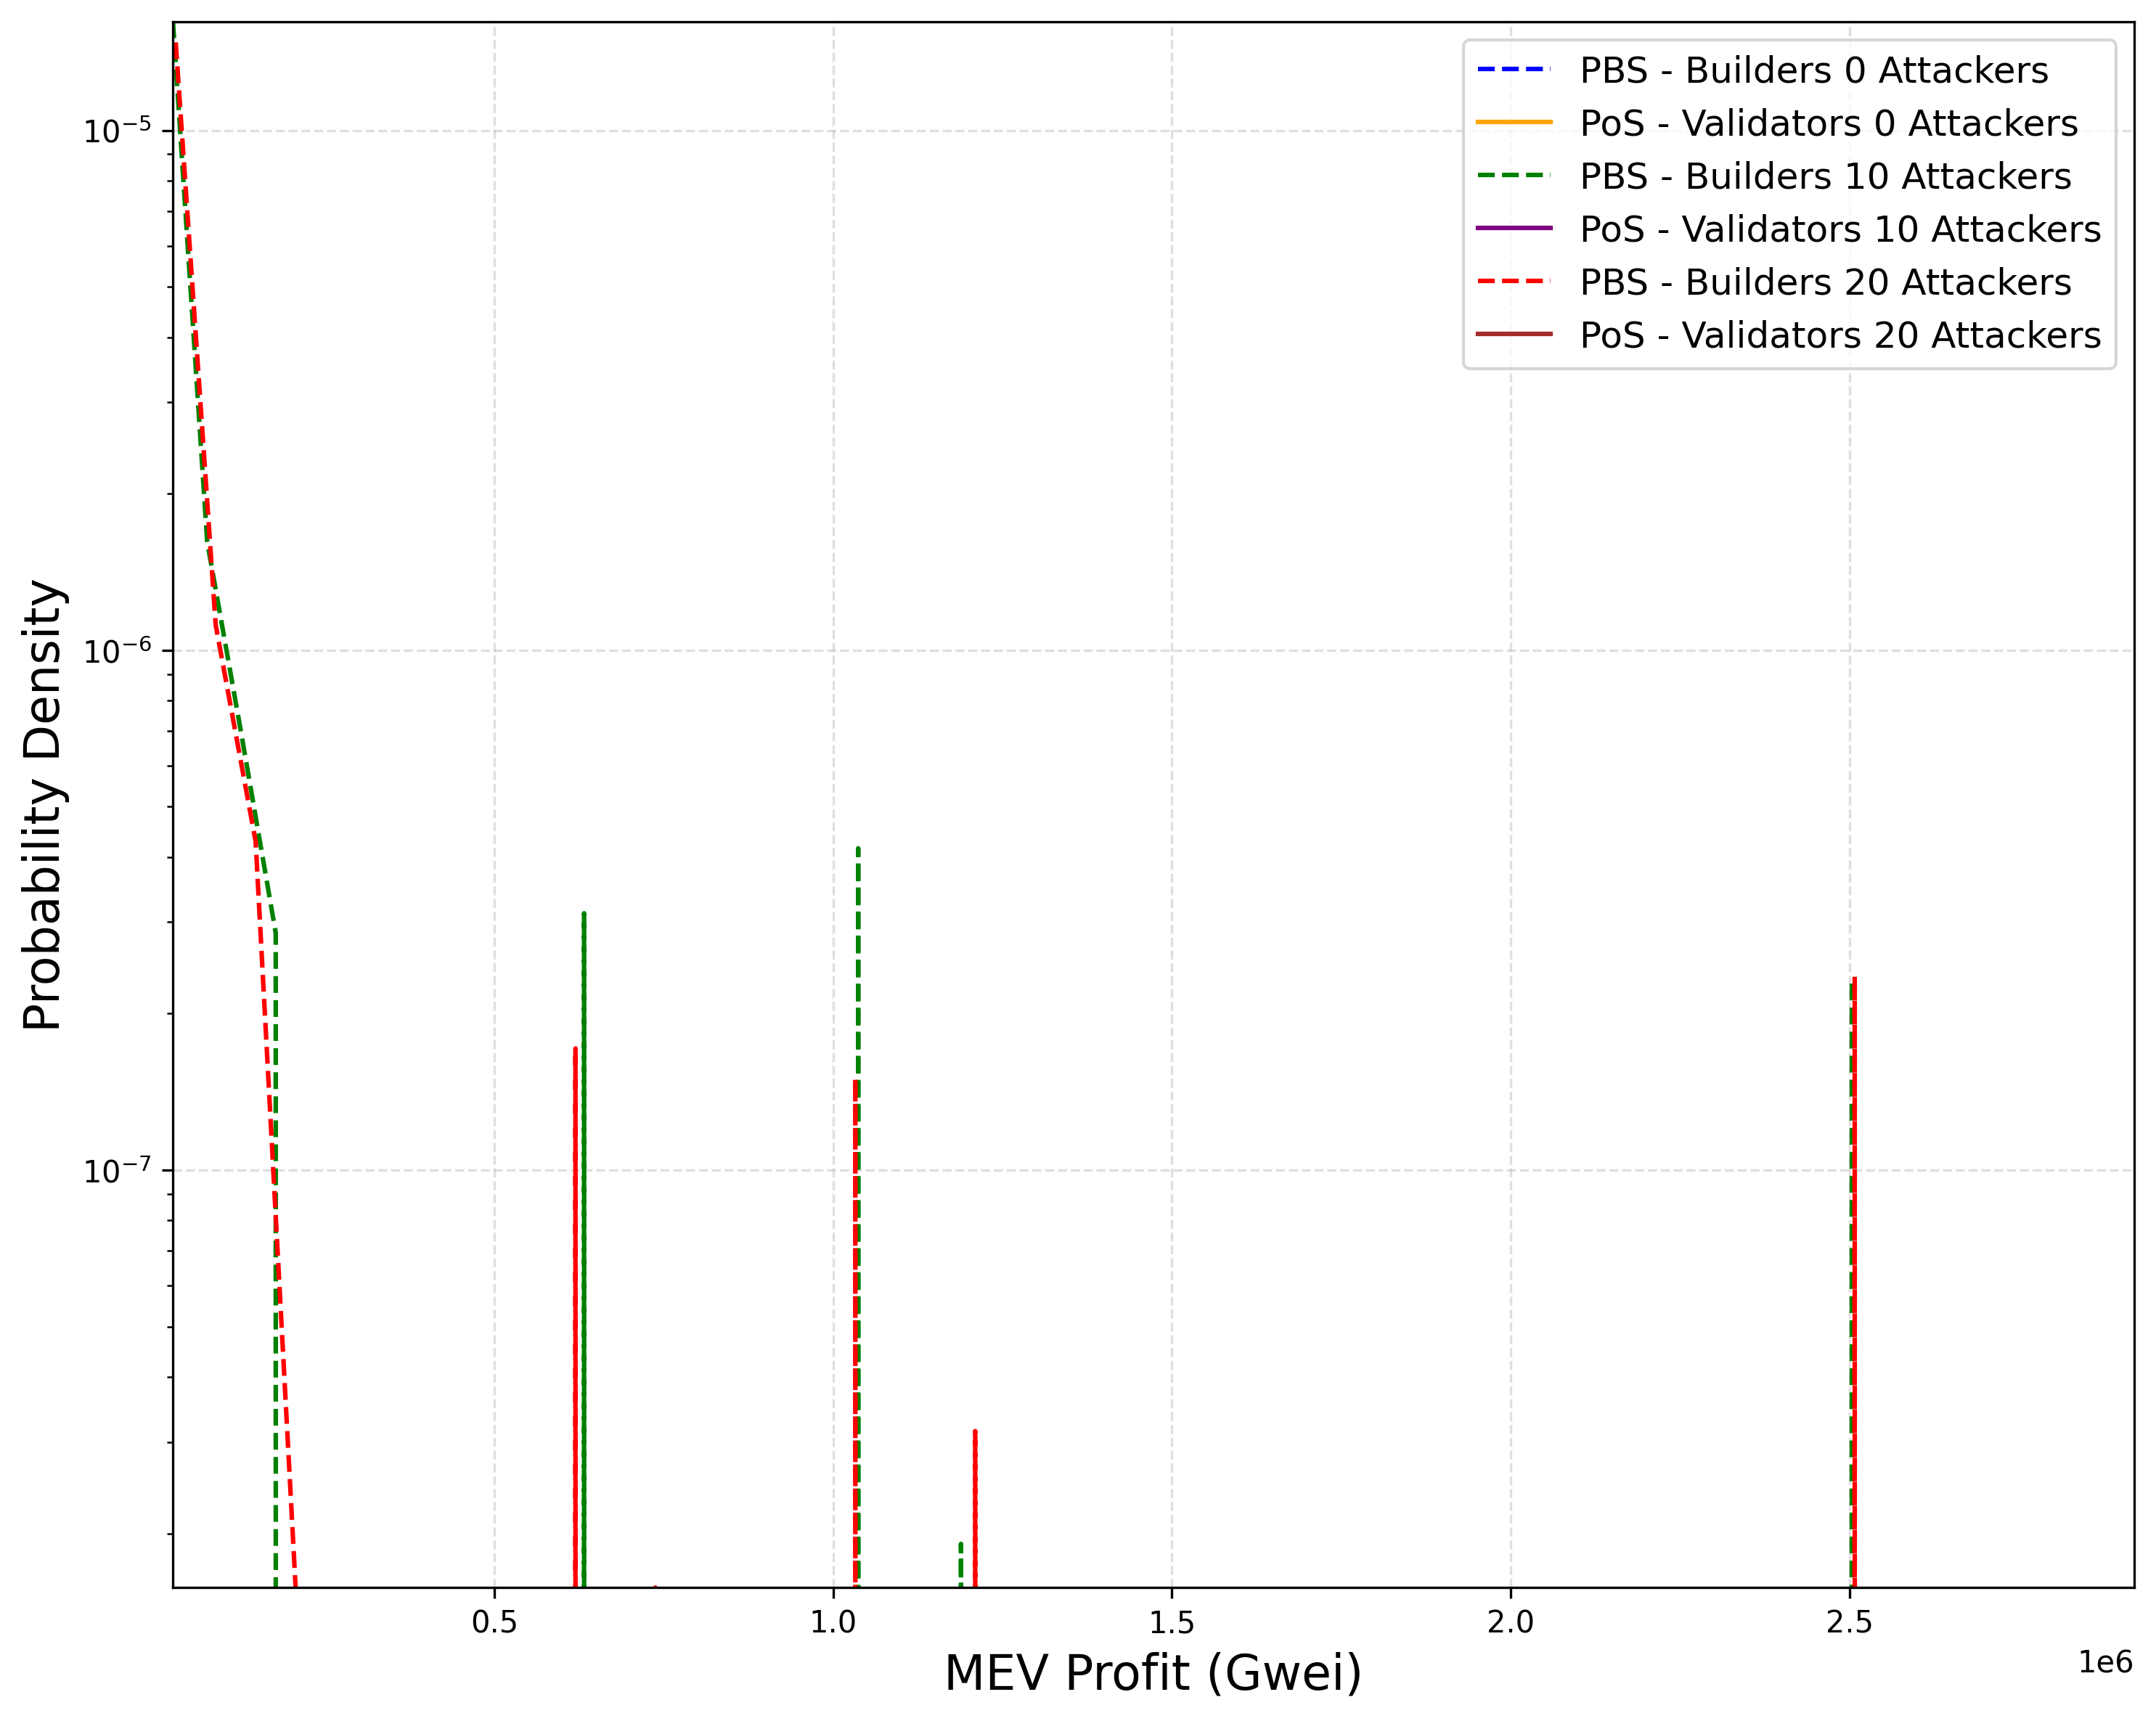 PBS - Builders 0 Attackers
PoS - Validators 0 Attackers
PBS - Builders 10 Attackers
PoS - Validators 10 Attackers
PBS - Builders 20 Attackers
PoS - Validators 20 Attackers
Probability Density
10⁻⁵
10⁻⁶
10⁻⁷
0.5 1.0 1.5 2.0 2.5
1e6
MEV Profit (Gwei)